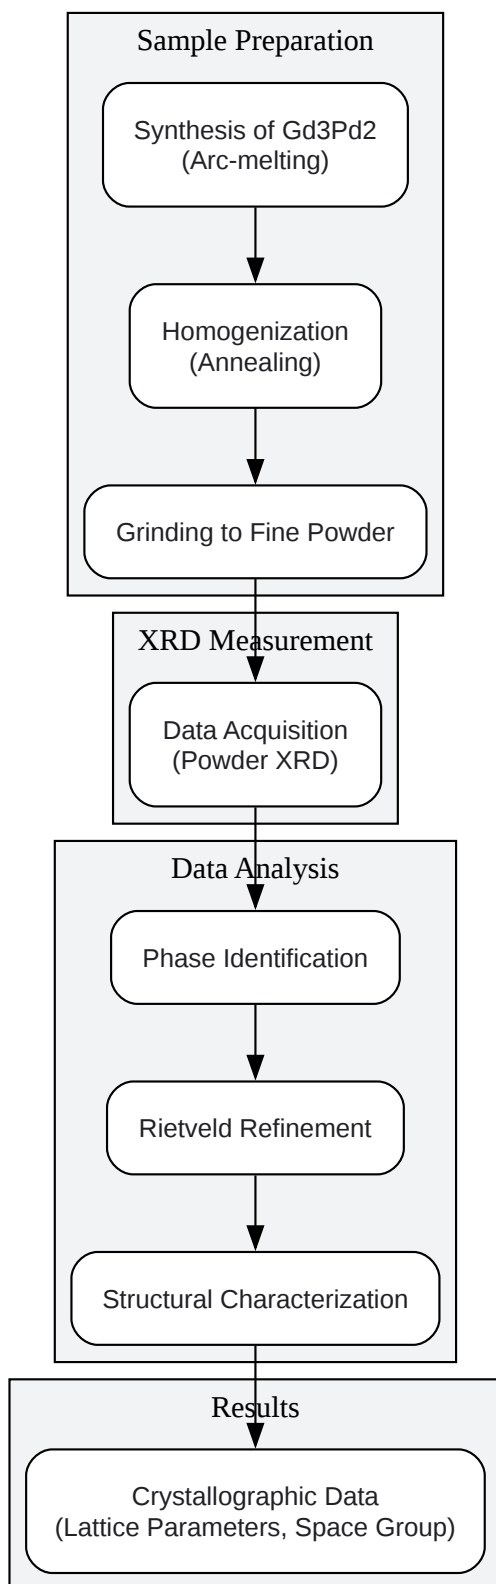 Sample Preparation
Synthesis of Gd3Pd2
(Arc-melting)
Homogenization
(Annealing)
Grinding to Fine Powder
XRD Measurement
Data Acquisition
(Powder XRD)
Data Analysis
Phase Identification
Rietveld Refinement
Structural Characterization
Results
Crystallographic Data
(Lattice Parameters, Space Group)